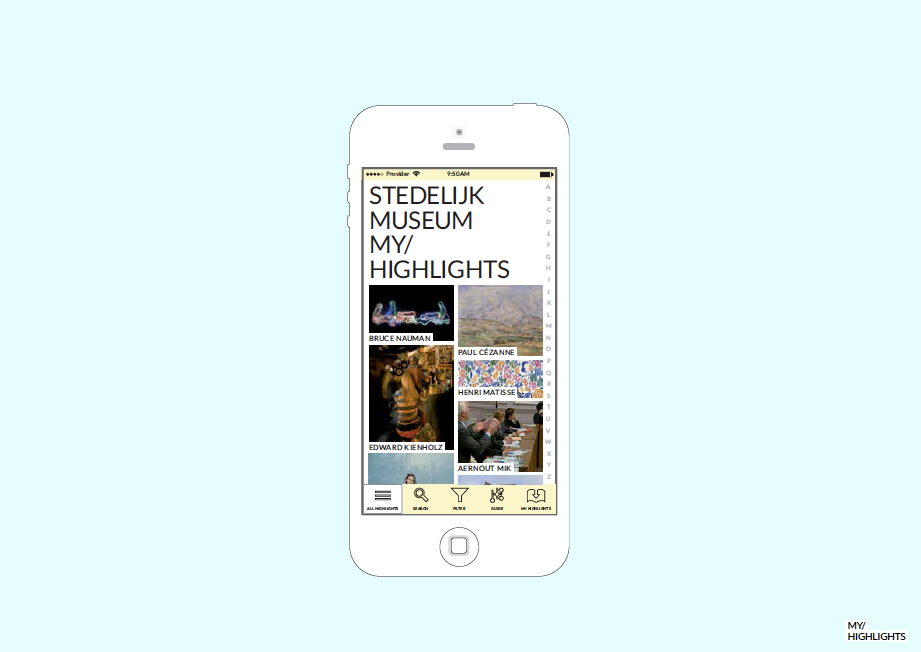 Provider 9:50AM
STEDELIJK
MUSEUM
MY/
HIGHLIGHTS
A
B
C
D
E
F
G
H
I
J
K
L
M
N
O
P
Q
R
S
T
U
V
W
X
Y
Z
BRUCE NAUMAN
PAUL CÉZANNE
HENRI MATISSE
EDWARD KIENHOLZ
AERNOUT MIK
ALL HIGHLIGHTS SEARCH FILTER GUIDE MY HIGHLIGHTS
MY/
HIGHLIGHTS